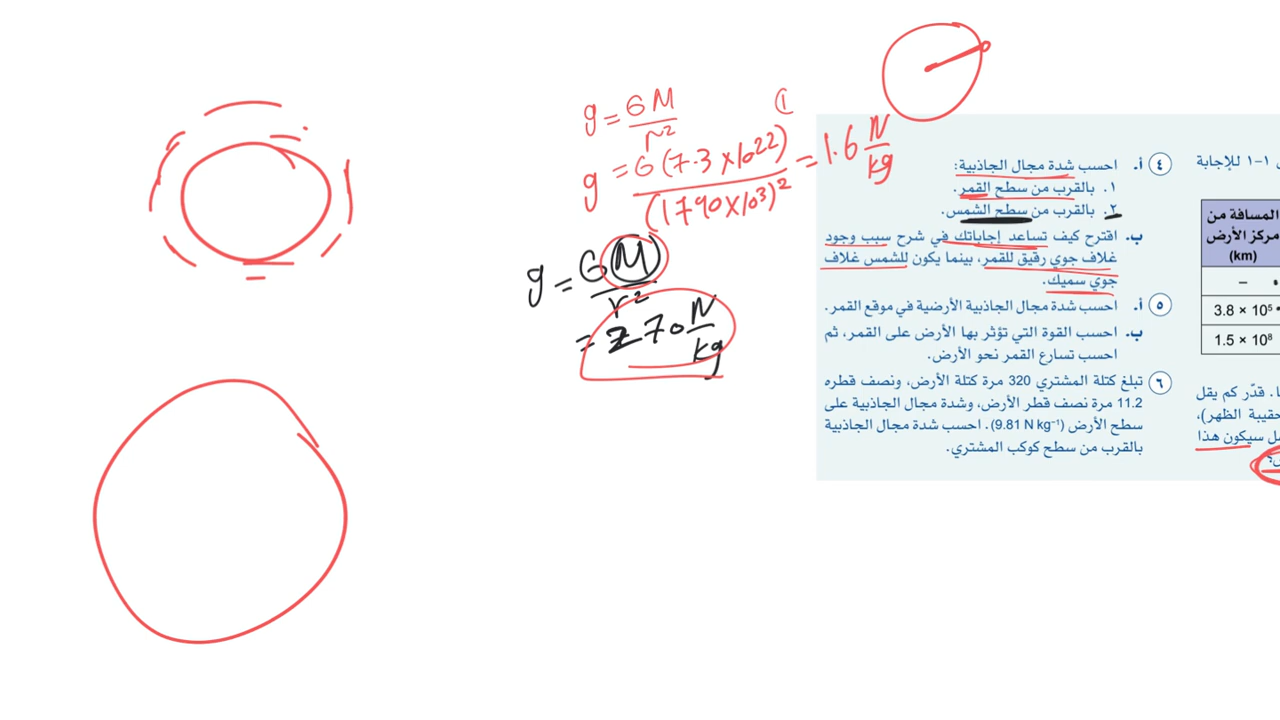 g = GM / r²
①
g = G (7.3 × 10²²) / (1790 × 10³)² = 1.6 N/kg
g = GM / r²
= 270 N/kg
٤ أ. احسب شدة مجال الجاذبية:
١. بالقرب من سطح القمر.
٢. بالقرب من سطح الشمس.
ب. اقترح كيف تساعد إجاباتك في شرح سبب وجود
غلاف جوي رقيق للقمر، بينما يكون للشمس غلاف
جوي سميك.
٥ أ. احسب شدة مجال الجاذبية الأرضية في موقع القمر.
ب. احسب القوة التي تؤثر بها الأرض على القمر، ثم
احسب تسارع القمر نحو الأرض.
٦ تبلغ كتلة المشتري 320 مرة كتلة الأرض، ونصف قطره
11.2 مرة نصف قطر الأرض، وشدة مجال الجاذبية على
سطح الأرض (9.81 N kg⁻¹). احسب شدة مجال الجاذبية
بالقرب من سطح كوكب المشتري.
١-١ للإجابة
المسافة من
مركز الأرض
(km)
–
3.8 × 10⁵
1.5 × 10⁸
قدّر كم يقل
حقيبة الظهر)،
سيكون هذا